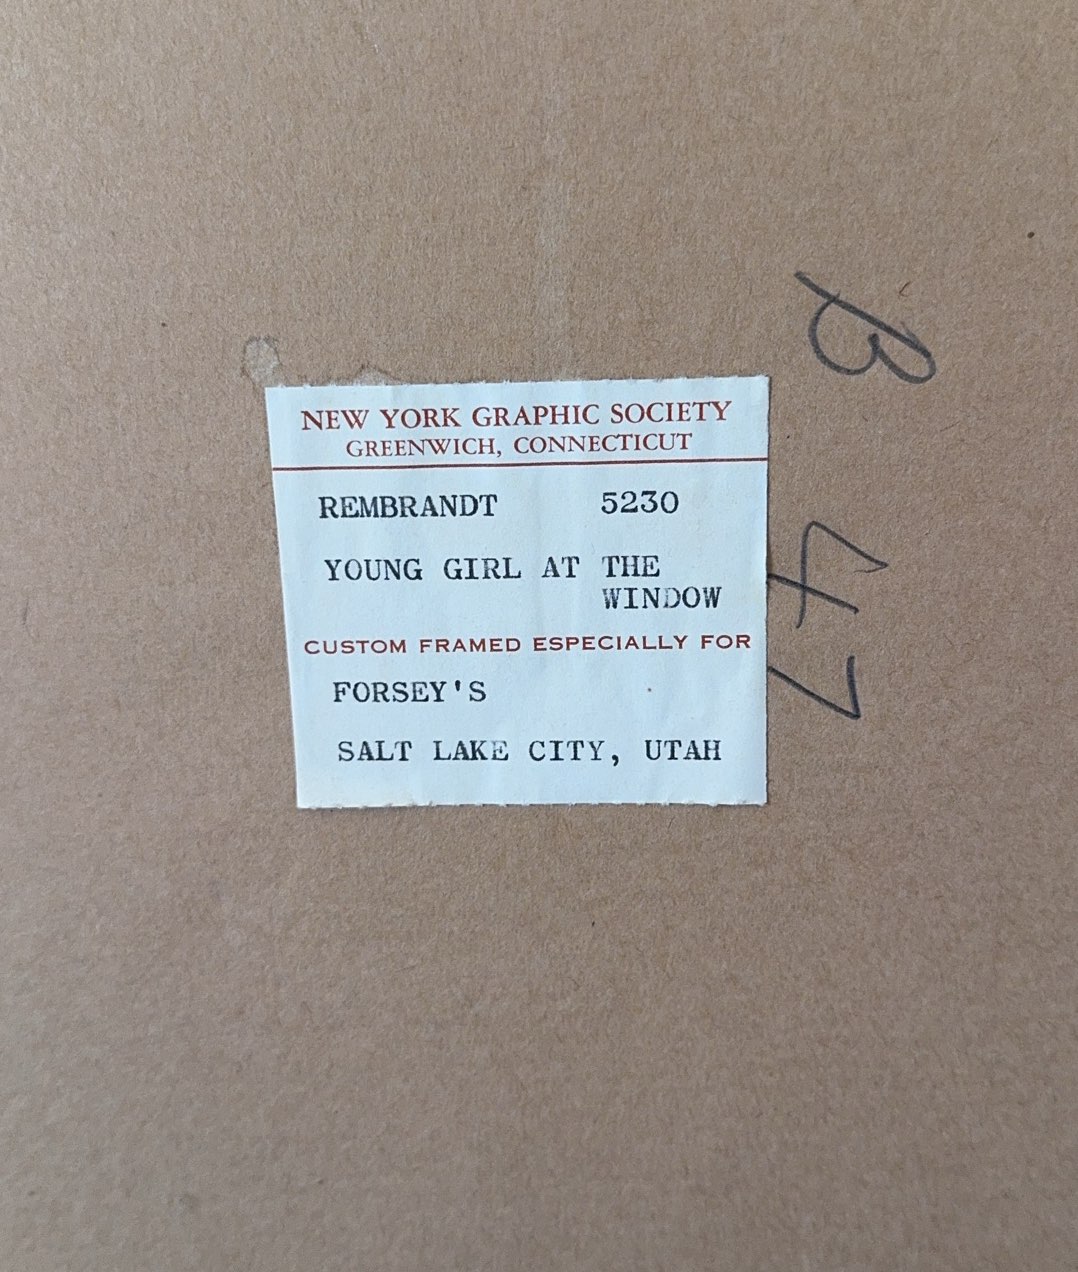 NEW YORK GRAPHIC SOCIETY
GREENWICH, CONNECTICUT
REMBRANDT 5230
YOUNG GIRL AT THE
WINDOW
CUSTOM FRAMED ESPECIALLY FOR
FORSEY'S
SALT LAKE CITY, UTAH
B 47